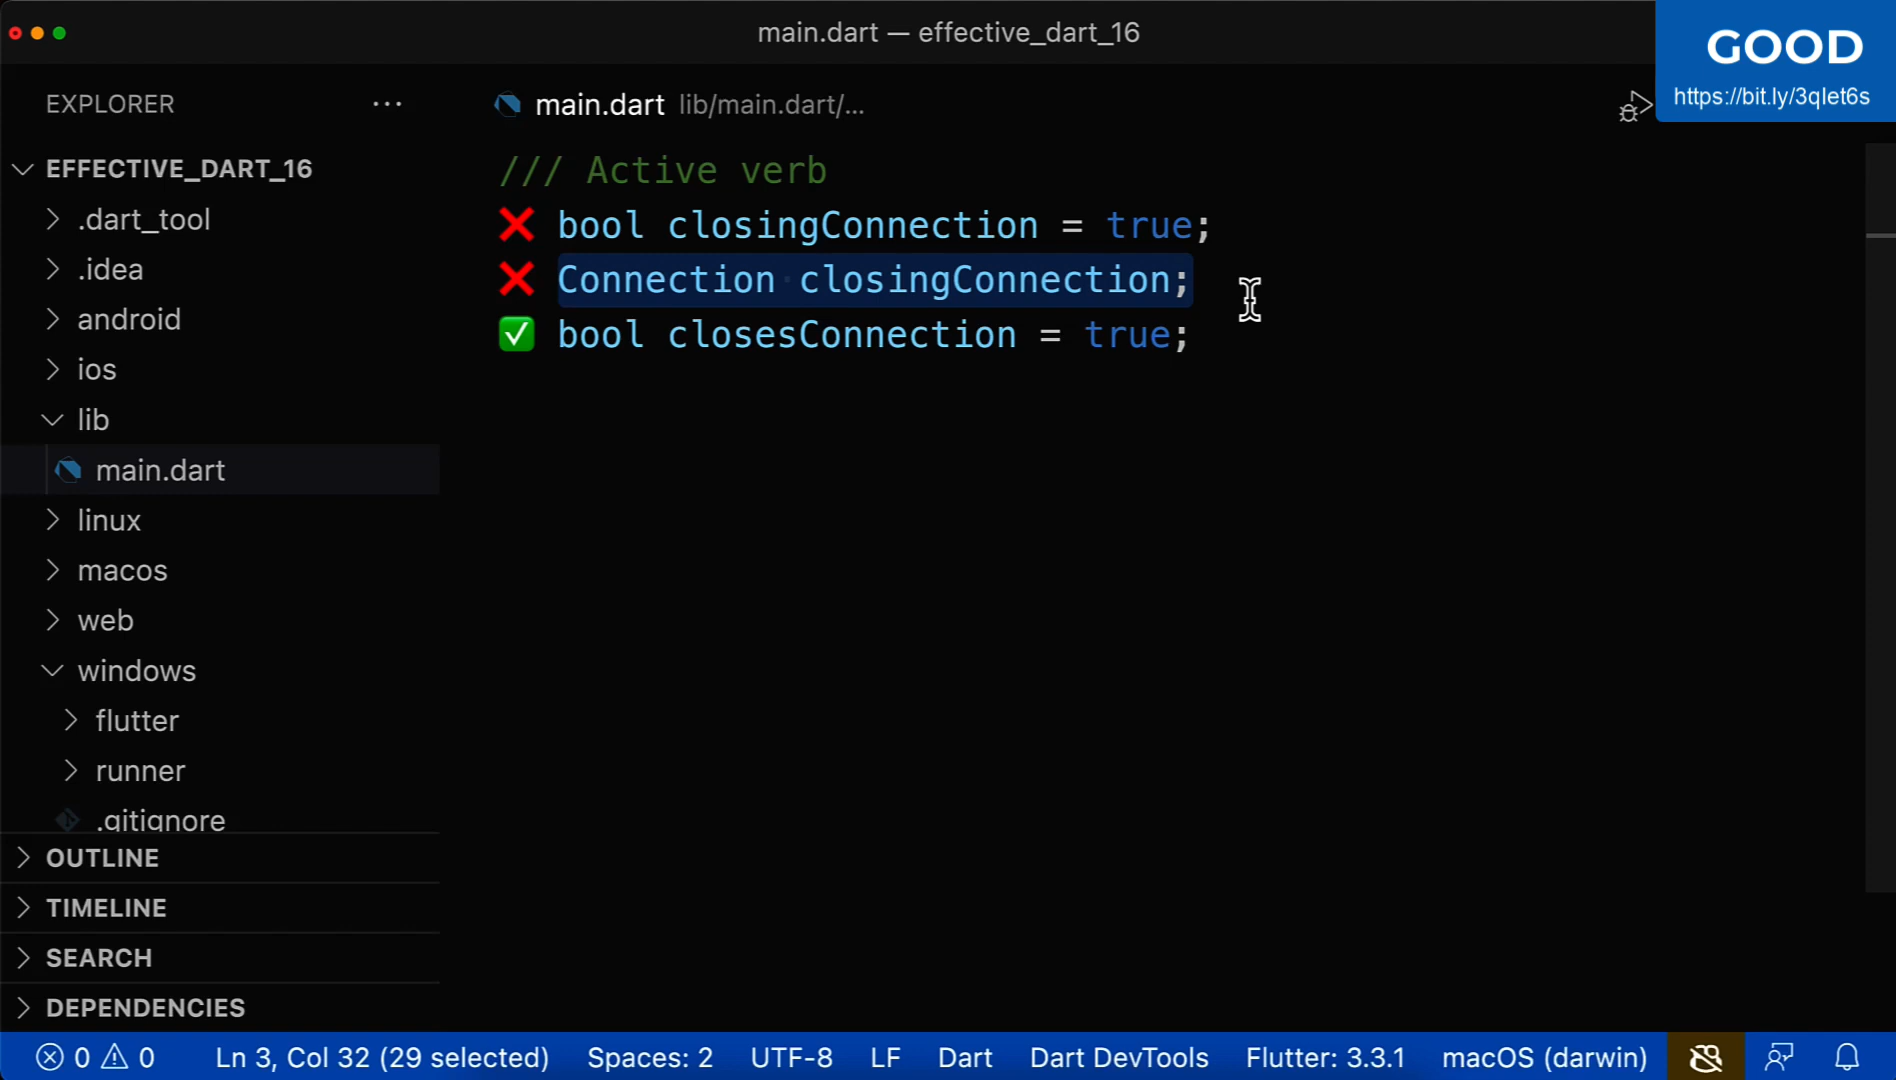 main.dart — effective_dart_16
GOOD
https://bit.ly/3qIet6s
EXPLORER ...
main.dart lib/main.dart/...
EFFECTIVE_DART_16
.dart_tool
.idea
android
ios
lib
main.dart
linux
macos
web
windows
flutter
runner
.gitignore
OUTLINE
TIMELINE
SEARCH
DEPENDENCIES
/// Active verb
❌ bool closingConnection = true;
❌ Connection closingConnection;
✅ bool closesConnection = true;
0 0 Ln 3, Col 32 (29 selected) Spaces: 2 UTF-8 LF Dart Dart DevTools Flutter: 3.3.1 macOS (darwin)